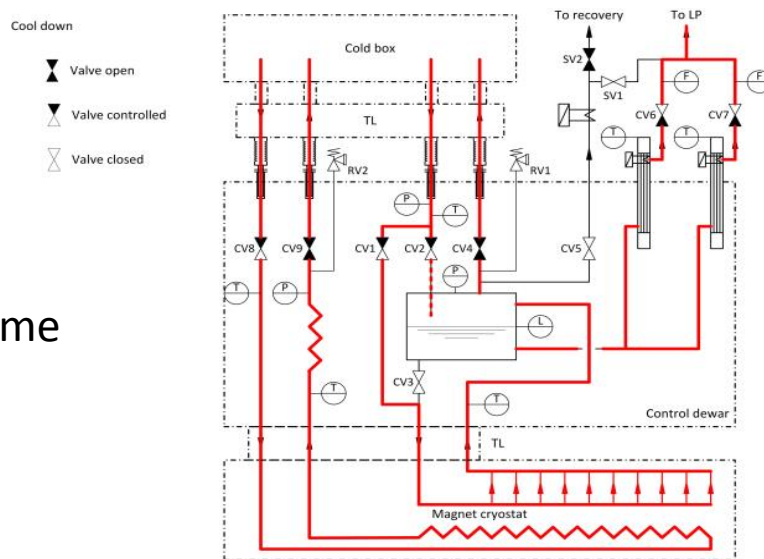 Cool down
Valve open
Valve controlled
Valve closed
me
To recovery
To LP
Cold box
SV2
SV1
F
F
CV6
CV7
TL
T
T
RV2
RV1
P
T
CV8
CV9
CV1
CV2
CV4
CV5
P
T
P
L
CV3
T
T
Control dewar
TL
Magnet cryostat